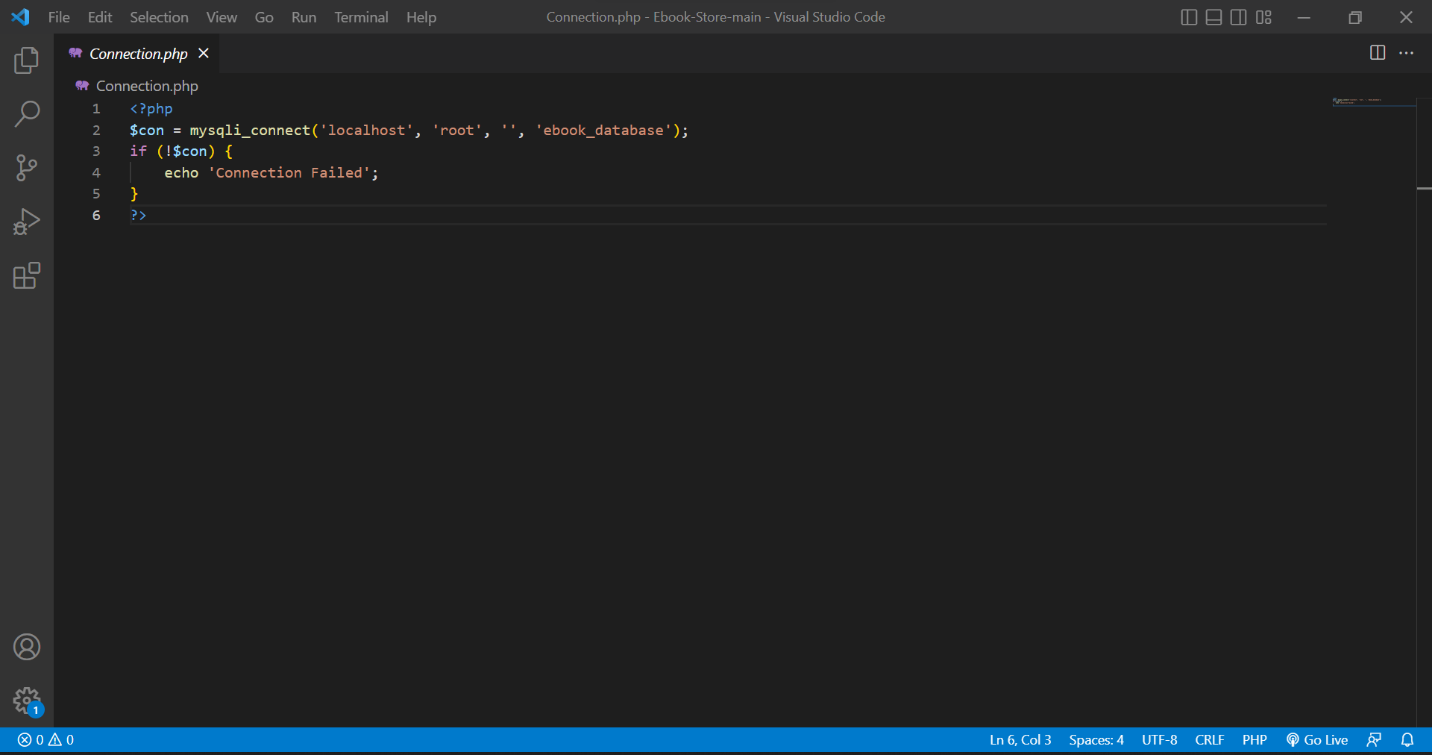 File Edit Selection View Go Run Terminal Help Connection.php - Ebook-Store-main - Visual Studio Code
Connection.php
Connection.php
1 <?php
2 $con = mysqli_connect('localhost', 'root', '', 'ebook_database');
3 if (!$con) {
4     echo 'Connection Failed';
5 }
6 ?>
1
0 0 Ln 6, Col 3 Spaces: 4 UTF-8 CRLF PHP Go Live